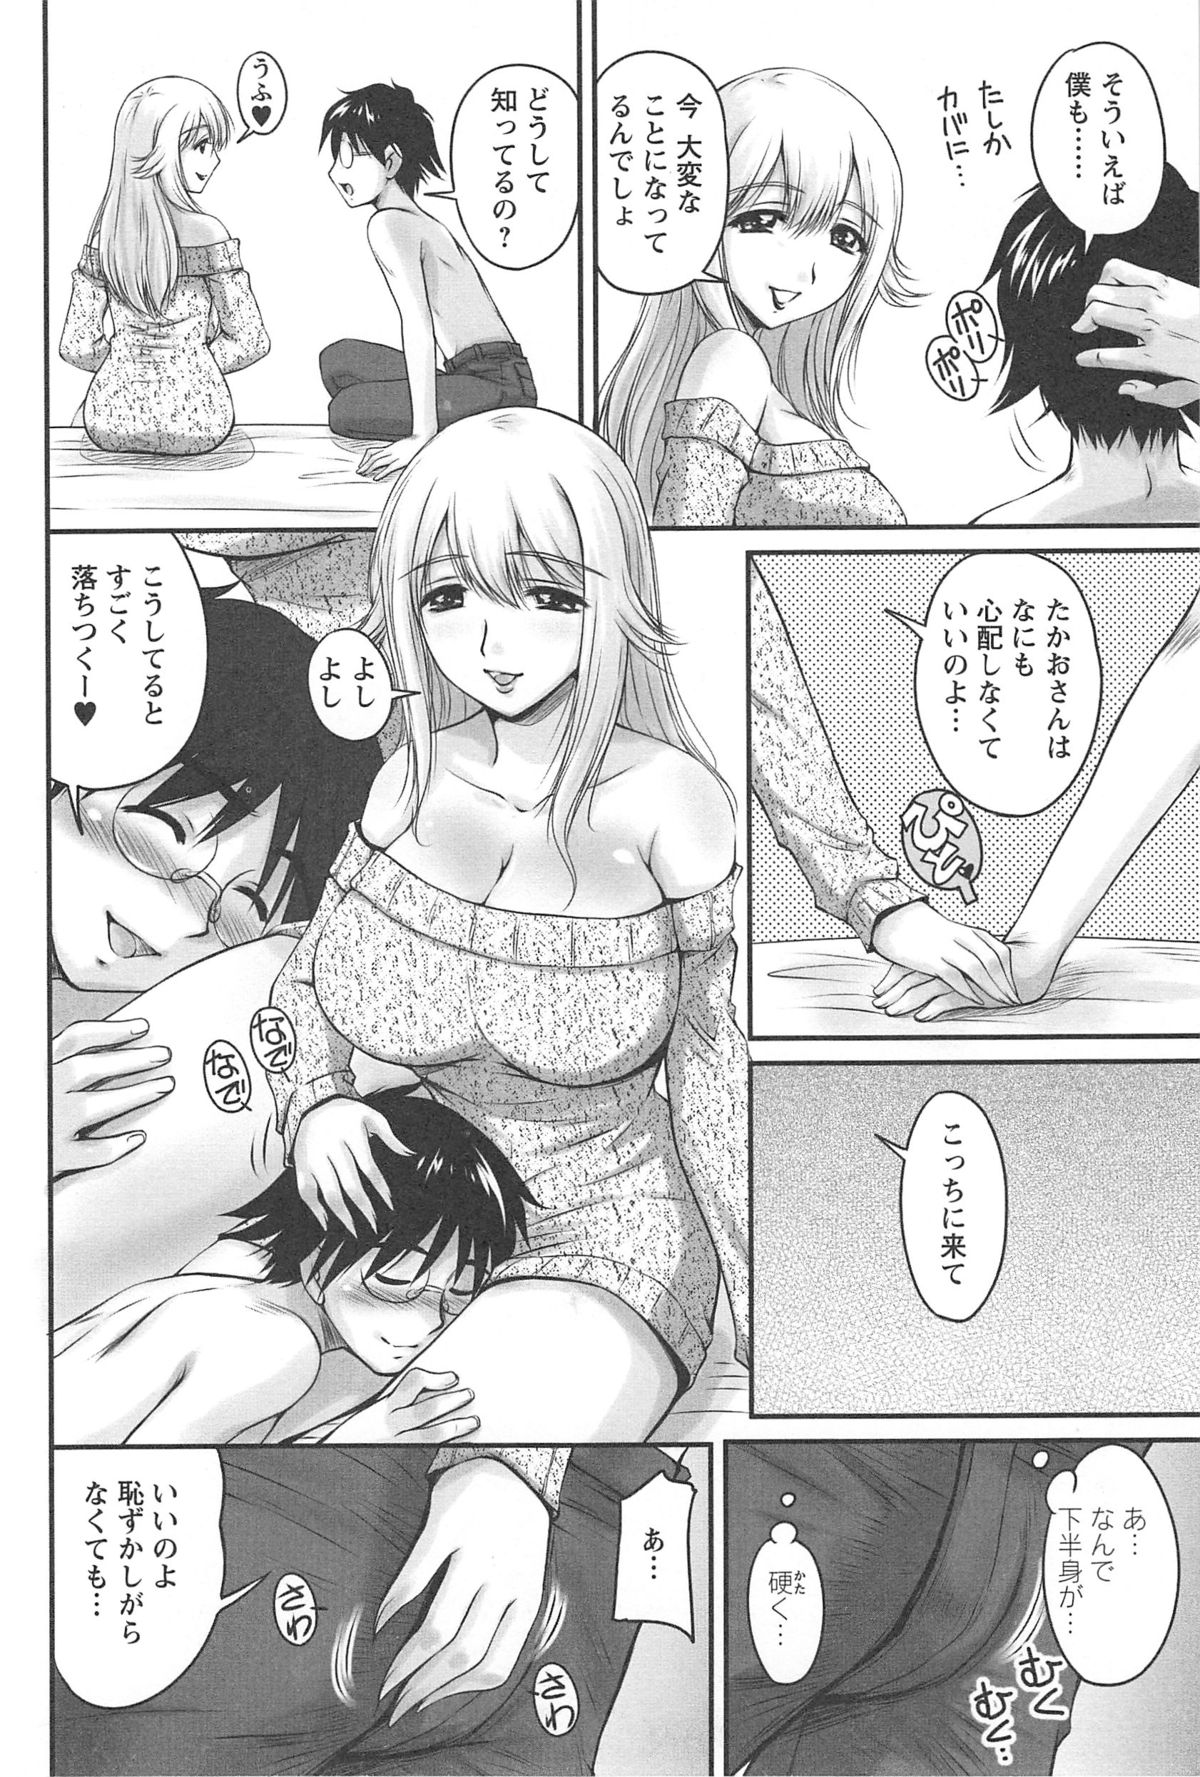 そういえば
僕も……
たしか
カバに…
ポリ
ポリ
今 大変な
ことになって
るんでしょ
どうして
知ってるの？
うふ♥
たかおさんは
なにも
心配しなくて
いいのよ…
ぴと
こっちに来て
よし
よし
こうしてると
すごく
落ちつくー♥
なで
なで
あ…
なんで
下半身が…
硬く…
かた
むく
むく…
あ…
さわ
さわ
いいのよ
恥ずかしがら
なくても…